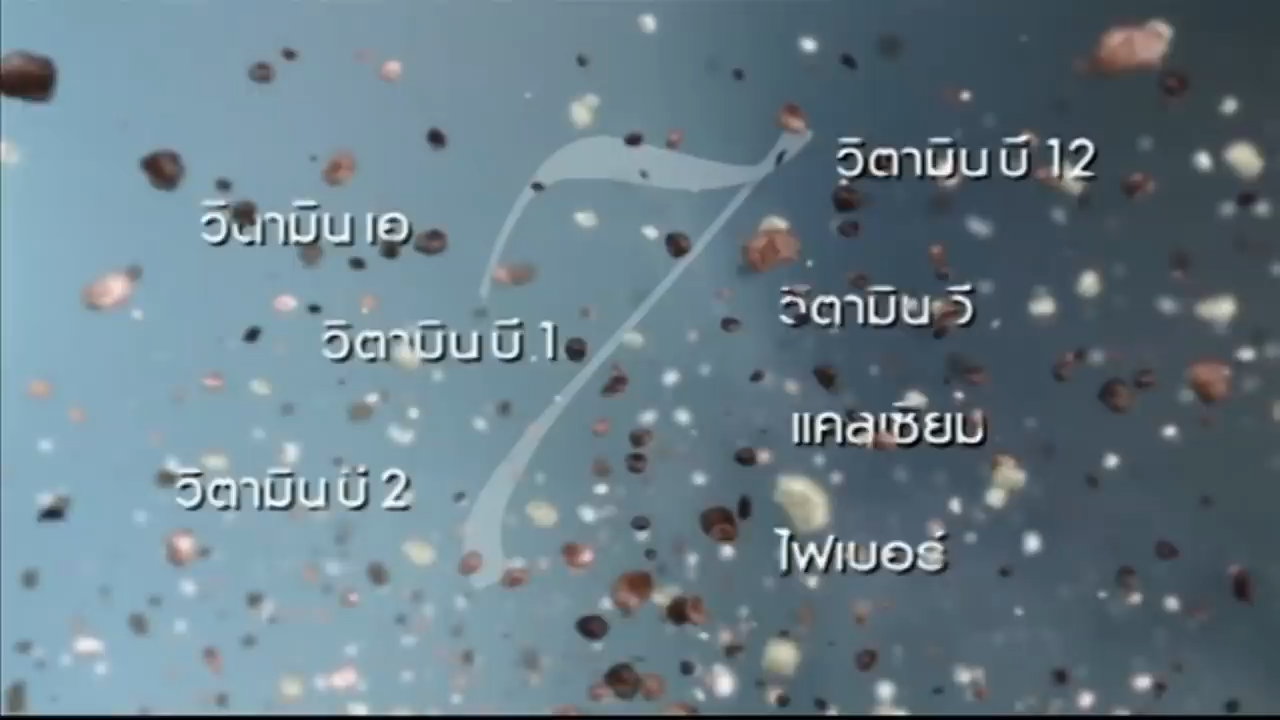 7
วิตามิน เอ
วิตามิน บี 1
วิตามิน บี 2
วิตามิน บี 12
วิตามิน ซี
แคลเซียม
ไฟเบอร์